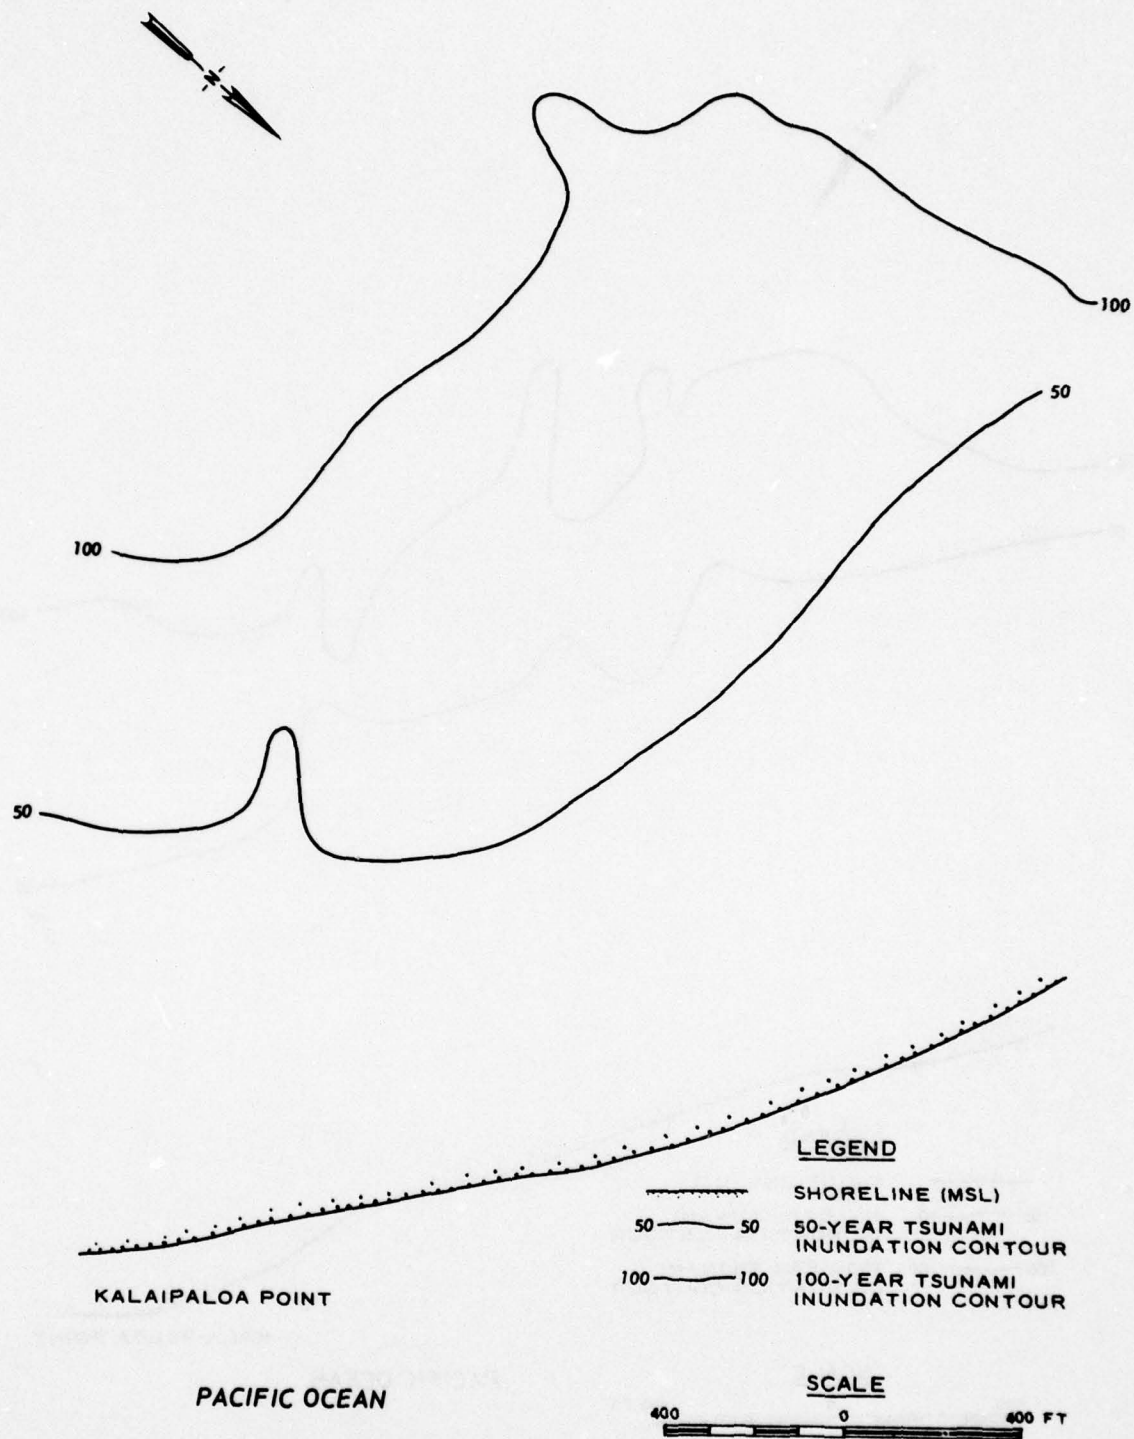 N
100
50
100
50
LEGEND
SHORELINE (MSL)
50 50 50-YEAR TSUNAMI
INUNDATION CONTOUR
100 100 100-YEAR TSUNAMI
INUNDATION CONTOUR
KALAIPALOA POINT
PACIFIC OCEAN
SCALE
400 0 400 FT